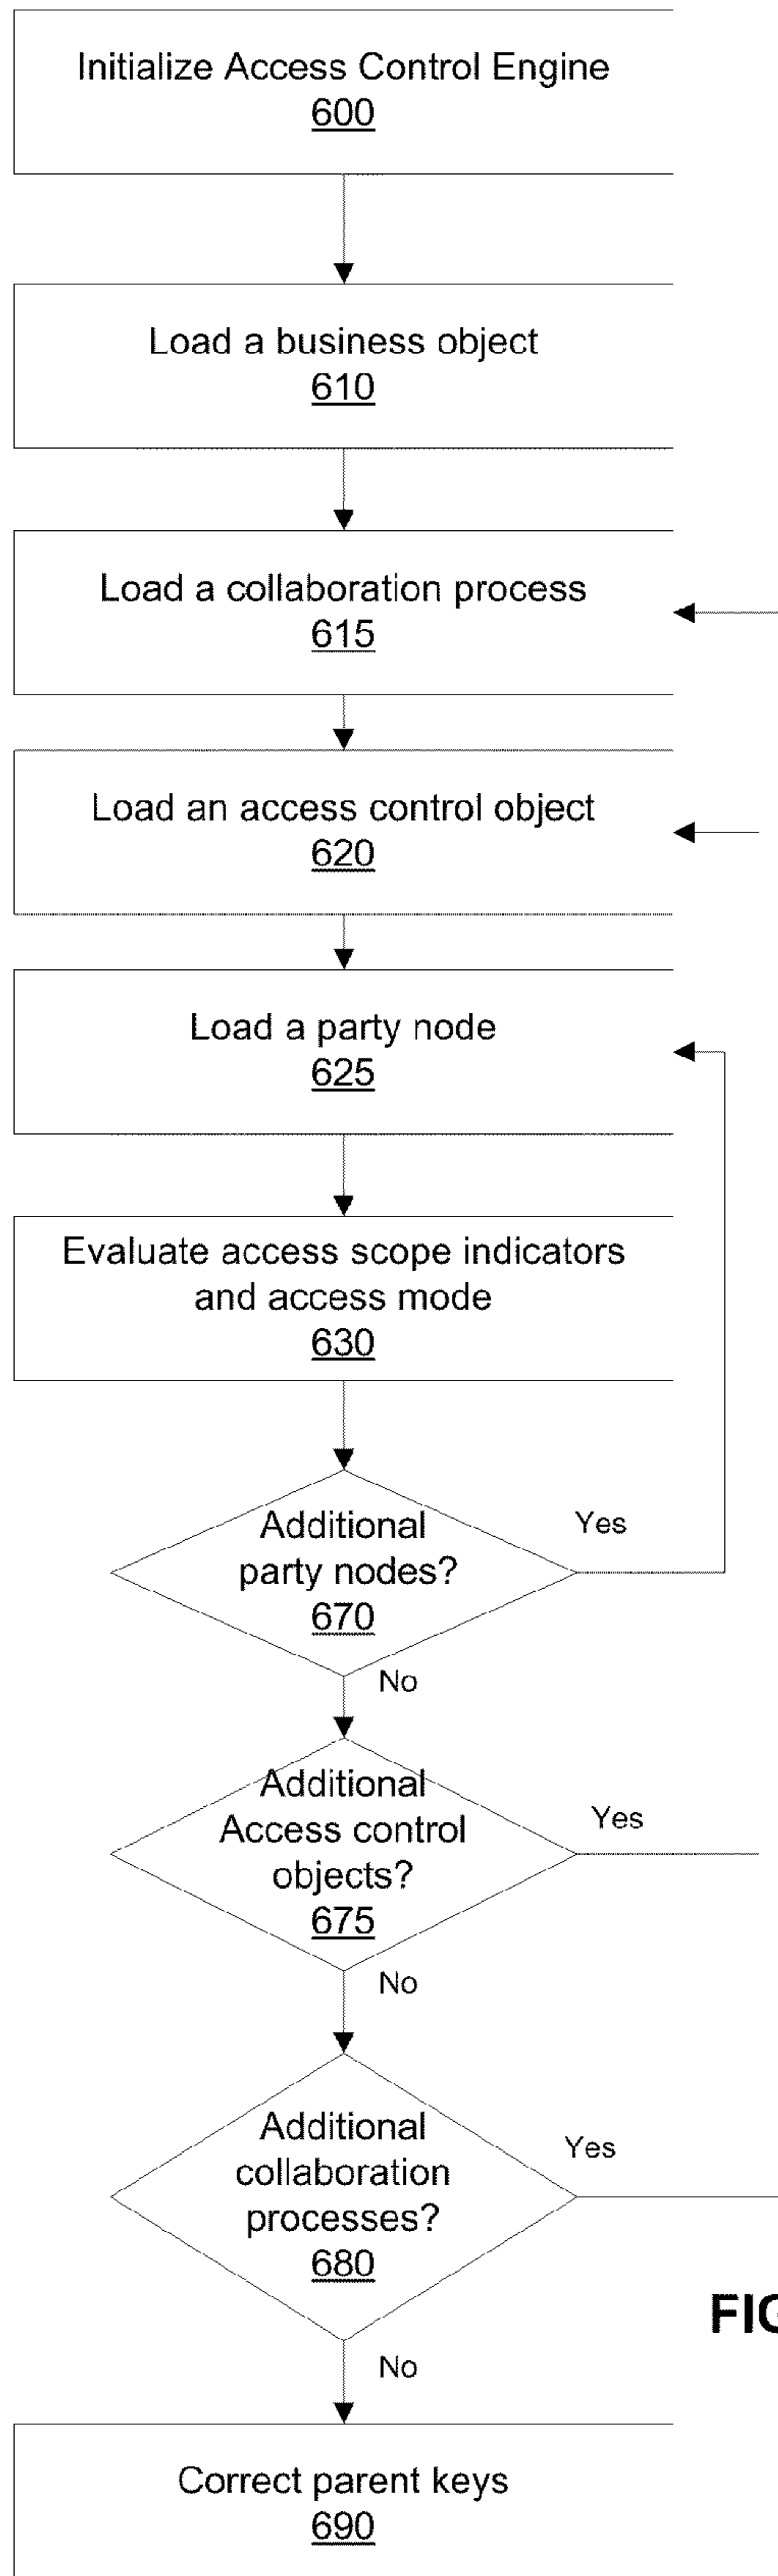 Initialize Access Control Engine
600
Load a business object
610
Load a collaboration process
615
Load an access control object
620
Load a party node
625
Evaluate access scope indicators
and access mode
630
Additional
party nodes?
670
Yes
No
Additional
Access control
objects?
675
Yes
No
Additional
collaboration
processes?
680
Yes
FIG
No
Correct parent keys
690